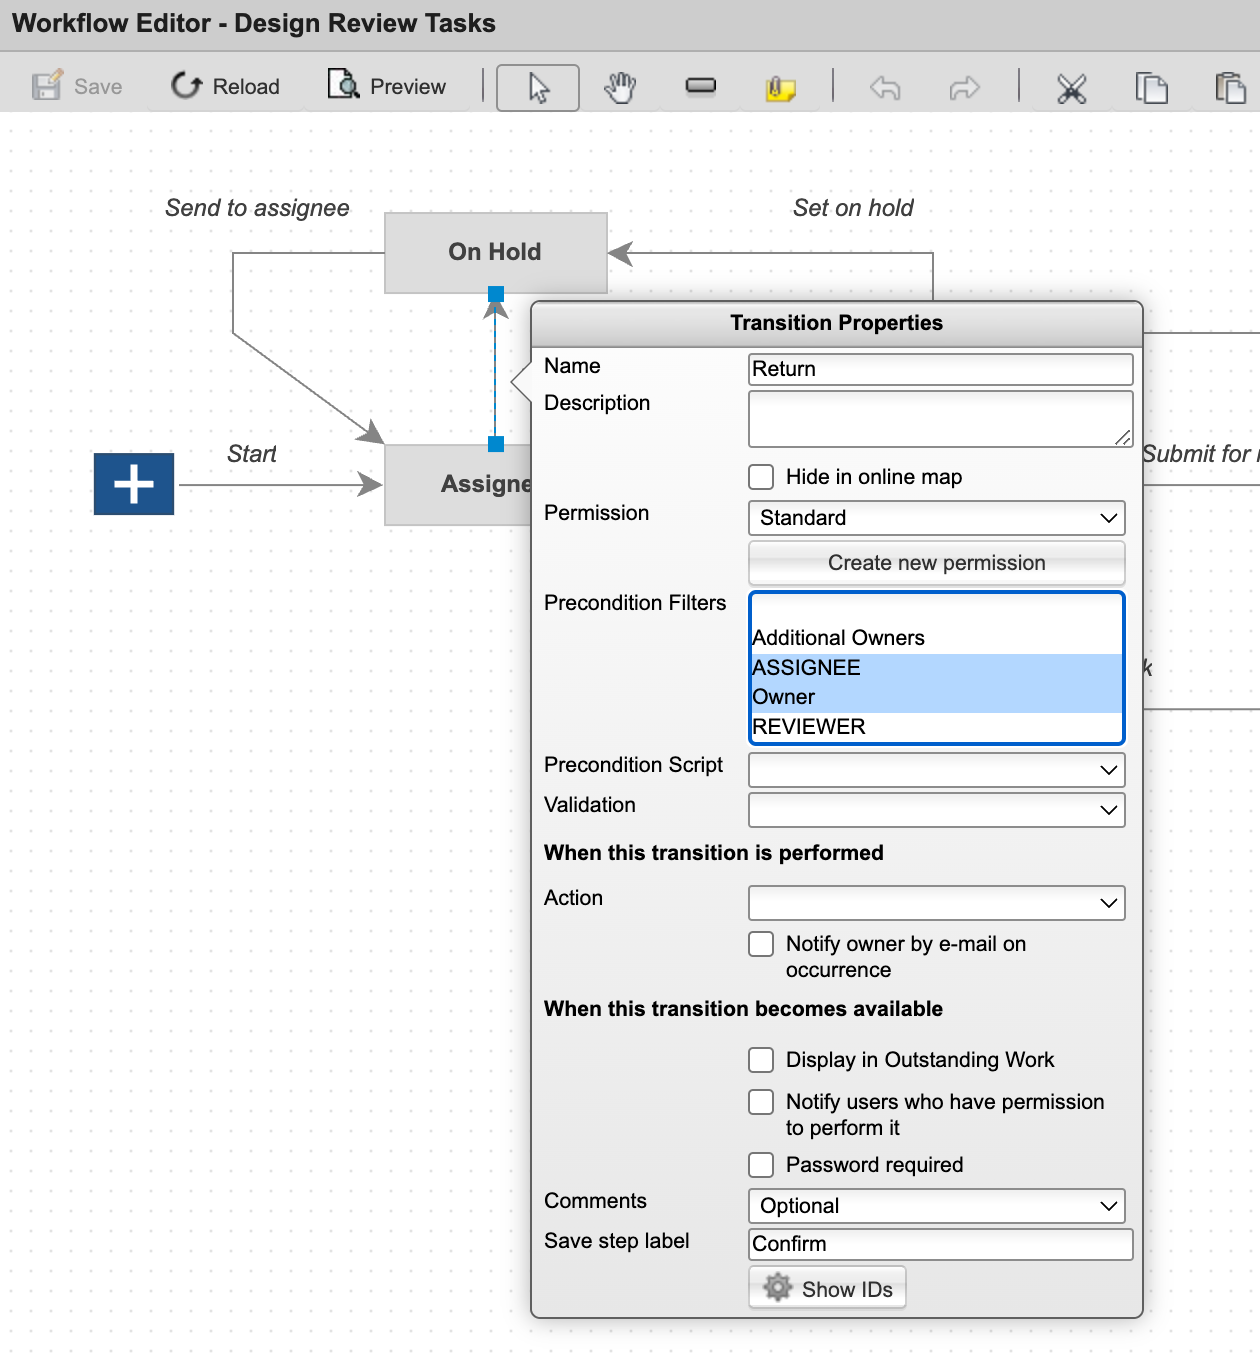 Workflow Editor - Design Review Tasks
Save Reload Preview
Send to assignee
Set on hold
On Hold
Transition Properties
Name Return
Description
Start
Submit for
Hide in online map
Assigne
Permission Standard
Create new permission
Precondition Filters
Additional Owners
ASSIGNEE
Owner
REVIEWER
Precondition Script
Validation
When this transition is performed
Action
Notify owner by e-mail on
occurrence
When this transition becomes available
Display in Outstanding Work
Notify users who have permission
to perform it
Password required
Comments Optional
Save step label Confirm
Show IDs